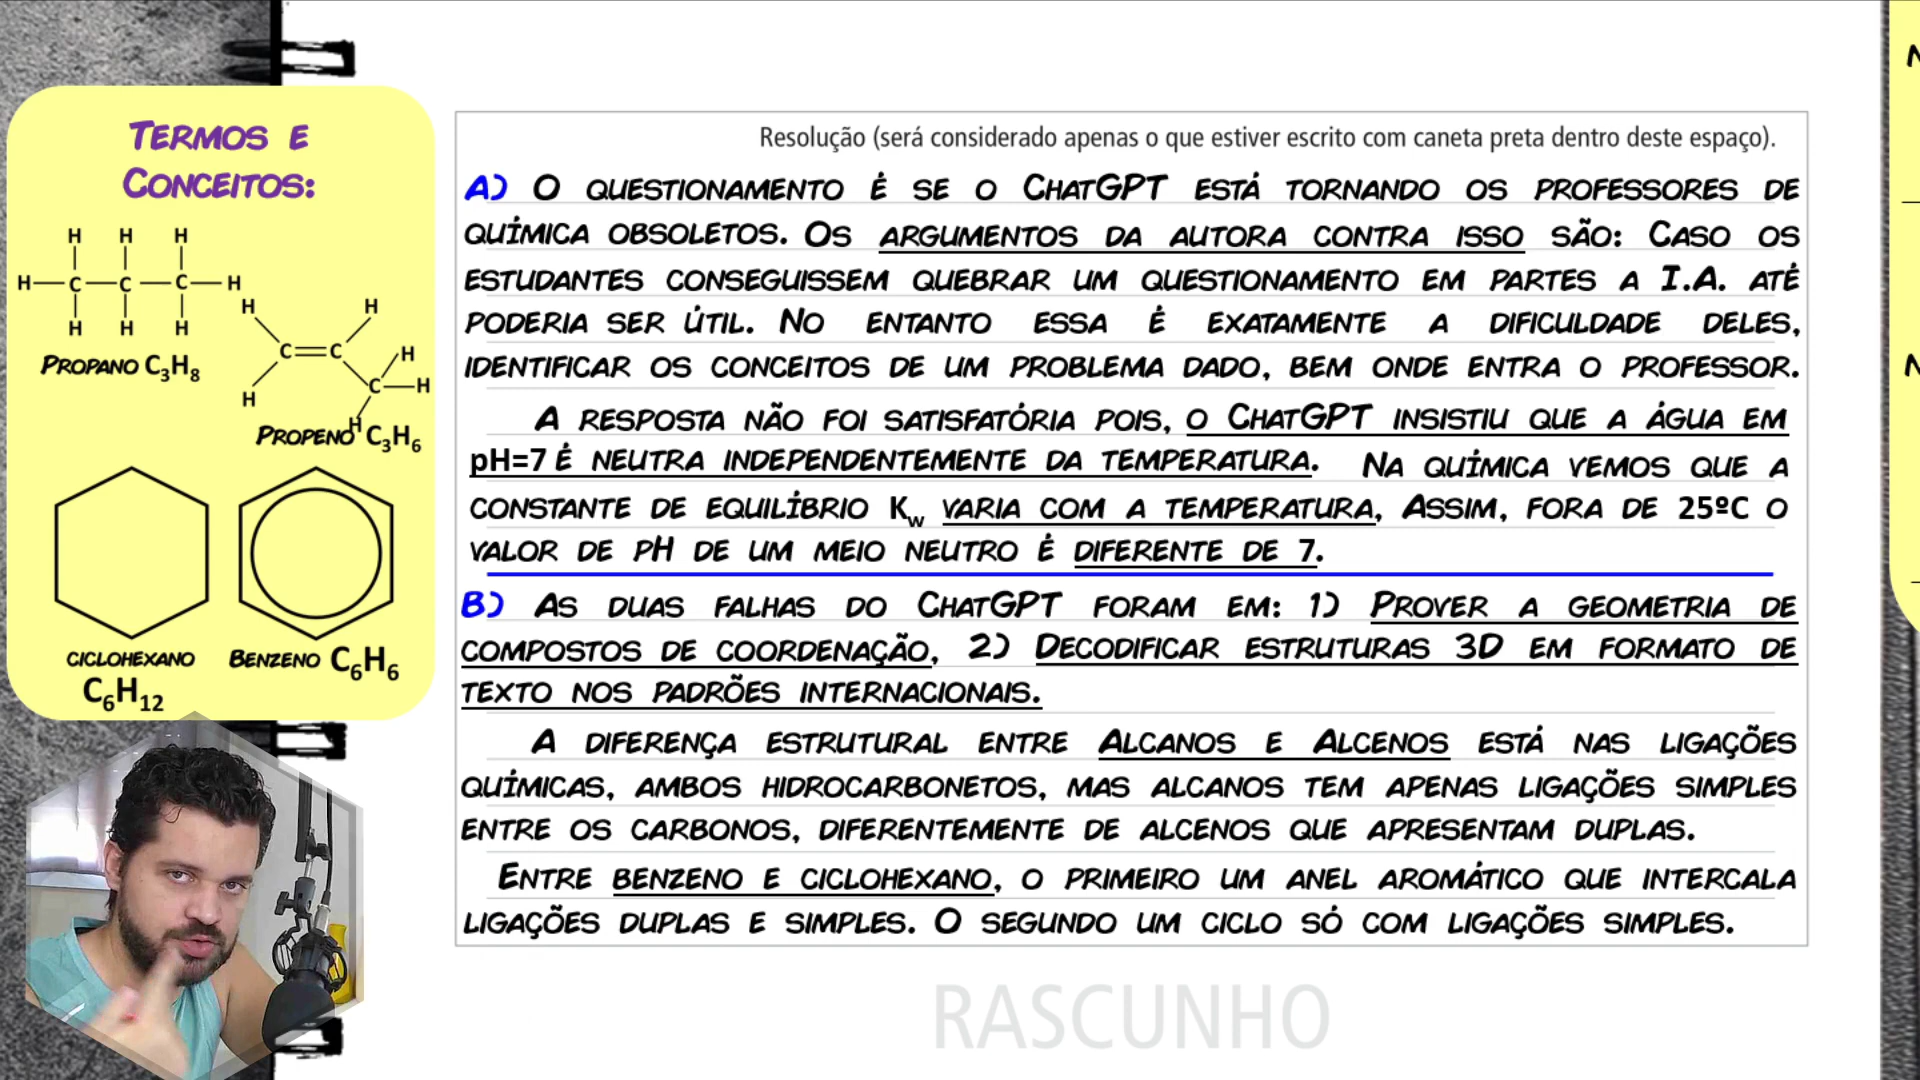 TERMOS E
CONCEITOS:
H H H
H C C C H
H H H
PROPANO C₃H₈
H H
C C H
H C H
H
PROPENO C₃H₆
CICLOHEXANO
C₆H₁₂
BENZENO C₆H₆
Resolução (será considerado apenas o que estiver escrito com caneta preta dentro deste espaço).
A) O QUESTIONAMENTO É SE O CHATGPT ESTÁ TORNANDO OS PROFESSORES DE
QUÍMICA OBSOLETOS. OS ARGUMENTOS DA AUTORA CONTRA ISSO SÃO: CASO OS
ESTUDANTES CONSEGUISSEM QUEBRAR UM QUESTIONAMENTO EM PARTES A I.A. ATÉ
PODERIA SER ÚTIL. NO ENTANTO ESSA É EXATAMENTE A DIFICULDADE DELES,
IDENTIFICAR OS CONCEITOS DE UM PROBLEMA DADO, BEM ONDE ENTRA O PROFESSOR.
A RESPOSTA NÃO FOI SATISFATÓRIA POIS, O CHATGPT INSISTIU QUE A ÁGUA EM
pH=7 É NEUTRA INDEPENDENTEMENTE DA TEMPERATURA. NA QUÍMICA VEMOS QUE A
CONSTANTE DE EQUILÍBRIO Kw VARIA COM A TEMPERATURA, ASSIM, FORA DE 25ºC O
VALOR DE PH DE UM MEIO NEUTRO É DIFERENTE DE 7.
B) AS DUAS FALHAS DO CHATGPT FORAM EM: 1) PROVER A GEOMETRIA DE
COMPOSTOS DE COORDENAÇÃO, 2) DECODIFICAR ESTRUTURAS 3D EM FORMATO DE
TEXTO NOS PADRÕES INTERNACIONAIS.
A DIFERENÇA ESTRUTURAL ENTRE ALCANOS E ALCENOS ESTÁ NAS LIGAÇÕES
QUÍMICAS, AMBOS HIDROCARBONETOS, MAS ALCANOS TEM APENAS LIGAÇÕES SIMPLES
ENTRE OS CARBONOS, DIFERENTEMENTE DE ALCENOS QUE APRESENTAM DUPLAS.
ENTRE BENZENO E CICLOHEXANO, O PRIMEIRO UM ANEL AROMÁTICO QUE INTERCALA
LIGAÇÕES DUPLAS E SIMPLES. O SEGUNDO UM CICLO SÓ COM LIGAÇÕES SIMPLES.
RASCUNHO